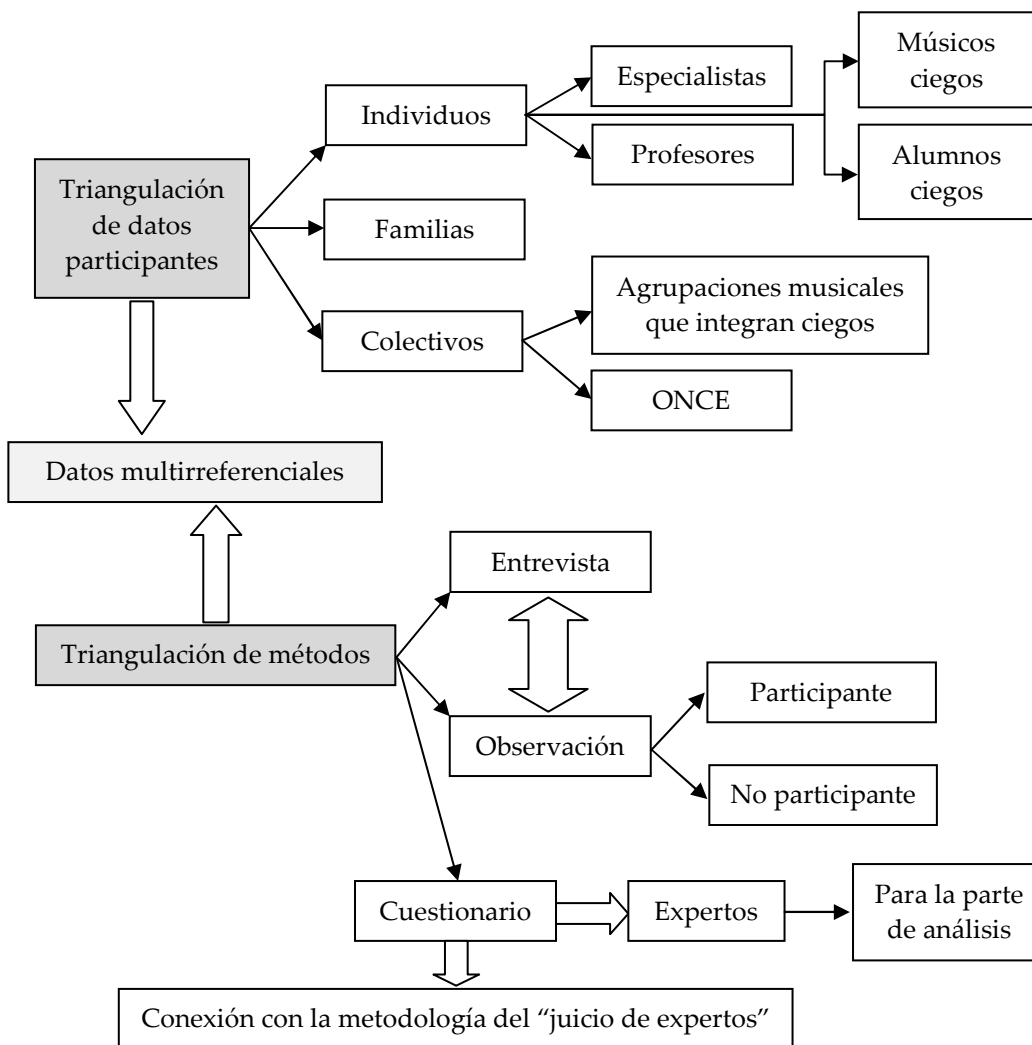 Músicos
ciegos
Especialistas
Individuos
Profesores
Alumnos
ciegos
Triangulación
de datos
participantes
Familias
Agrupaciones musicales
que integran ciegos
Colectivos
ONCE
Datos multirreferenciales
Entrevista
Triangulación de métodos
Participante
Observación
No participante
Cuestionario
Expertos
Para la parte
de análisis
Conexión con la metodología del “juicio de expertos”